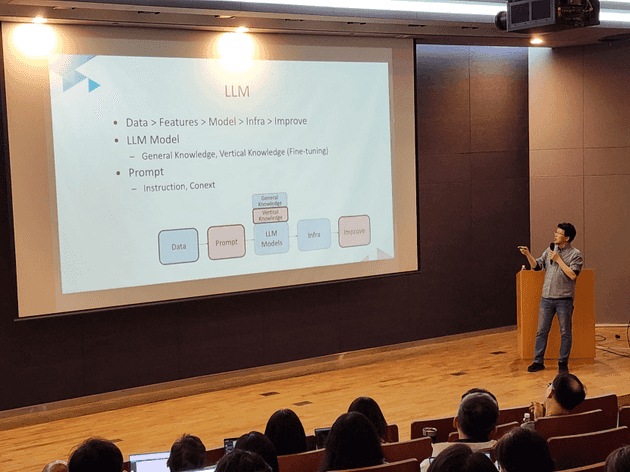 LLM
• Data > Features > Model > Infra > Improve
• LLM Model
– General Knowledge, Vertical Knowledge (Fine-tuning)
• Prompt
– Instruction, Conext
General
Knowledge
Vertical
Knowledge
Data
Prompt
LLM
Models
Infra
Improve